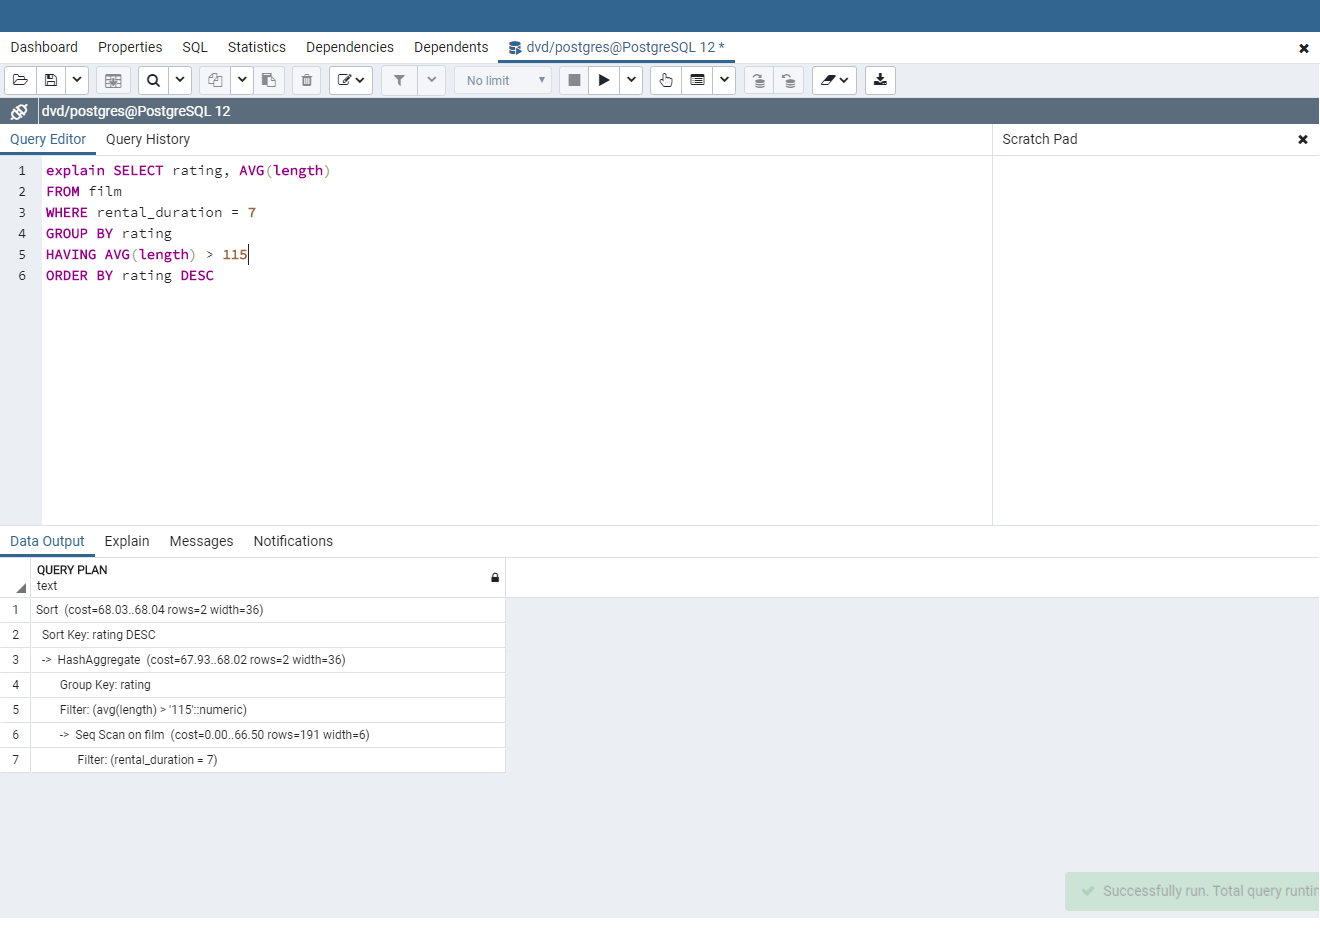 Dashboard Properties SQL Statistics Dependencies Dependents dvd/postgres@PostgreSQL 12 *
No limit
dvd/postgres@PostgreSQL 12
Query Editor Query History Scratch Pad
1 explain SELECT rating, AVG(length)
2 FROM film
3 WHERE rental_duration = 7
4 GROUP BY rating
5 HAVING AVG(length) > 115
6 ORDER BY rating DESC
Data Output Explain Messages Notifications
QUERY PLAN
text
1 Sort (cost=68.03..68.04 rows=2 width=36)
2 Sort Key: rating DESC
3 -> HashAggregate (cost=67.93..68.02 rows=2 width=36)
4 Group Key: rating
5 Filter: (avg(length) > '115'::numeric)
6 -> Seq Scan on film (cost=0.00..66.50 rows=191 width=6)
7 Filter: (rental_duration = 7)
Successfully run. Total query